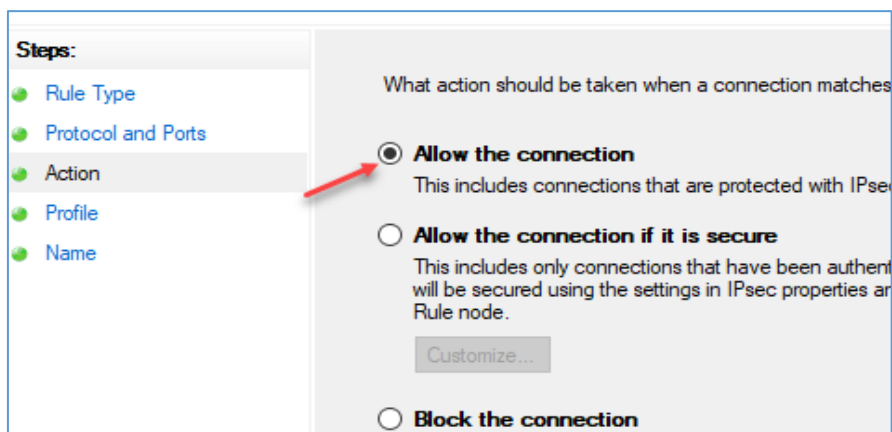 Steps:
Rule Type
Protocol and Ports
Action
Profile
Name
What action should be taken when a connection matches
Allow the connection
This includes connections that are protected with IPse
Allow the connection if it is secure
This includes only connections that have been authent
will be secured using the settings in IPsec properties ar
Rule node.
Customize...
Block the connection